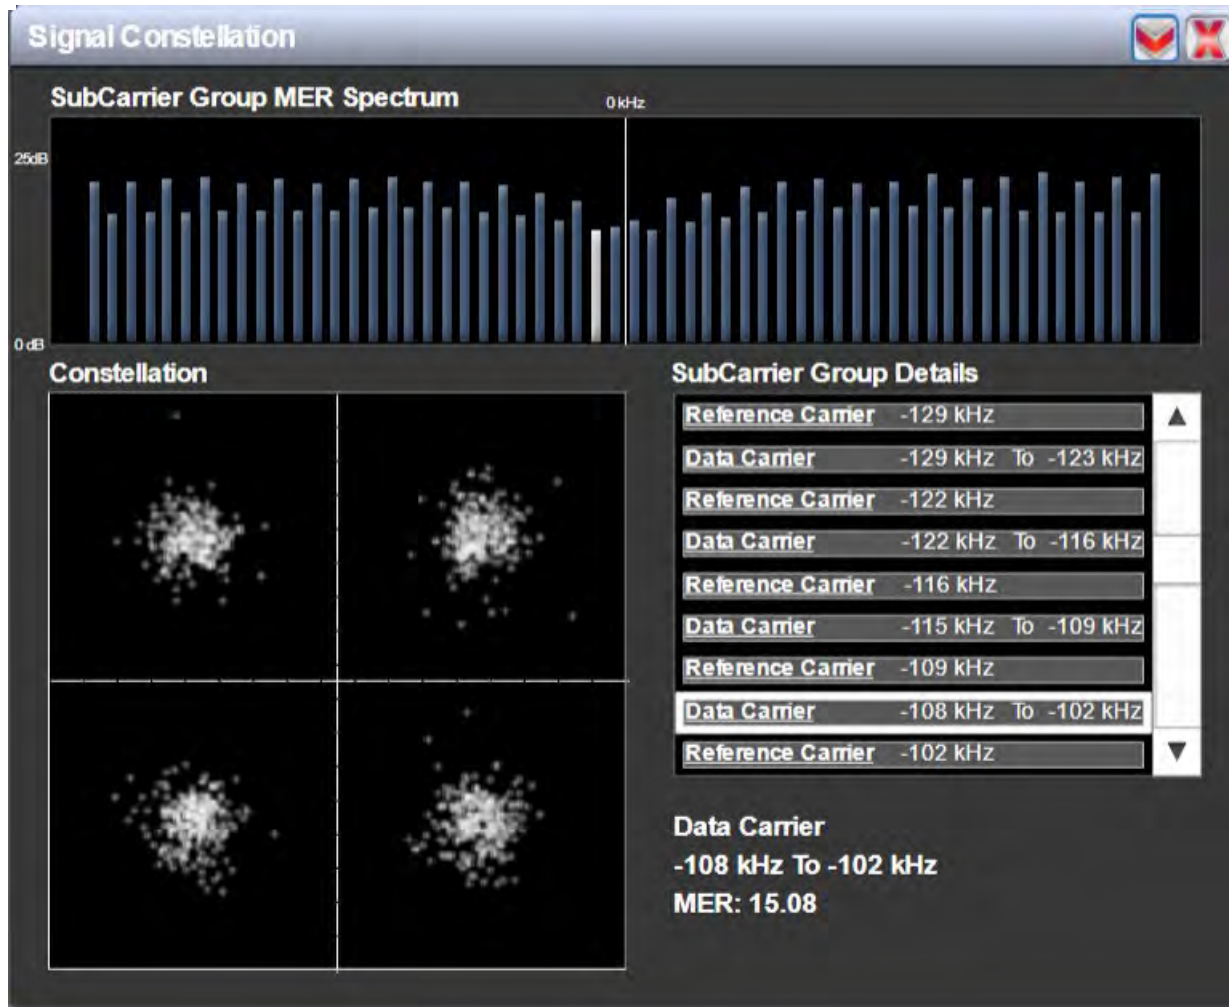 Signal Constellation
SubCarrier Group MER Spectrum
0 kHz
25dB
0 dB
Constellation
SubCarrier Group Details
Reference Carrier -129 kHz
Data Carrier -129 kHz To -123 kHz
Reference Carrier -122 kHz
Data Carrier -122 kHz To -116 kHz
Reference Carrier -116 kHz
Data Carrier -115 kHz To -109 kHz
Reference Carrier -109 kHz
Data Carrier -108 kHz To -102 kHz
Reference Carrier -102 kHz
Data Carrier
-108 kHz To -102 kHz
MER: 15.08